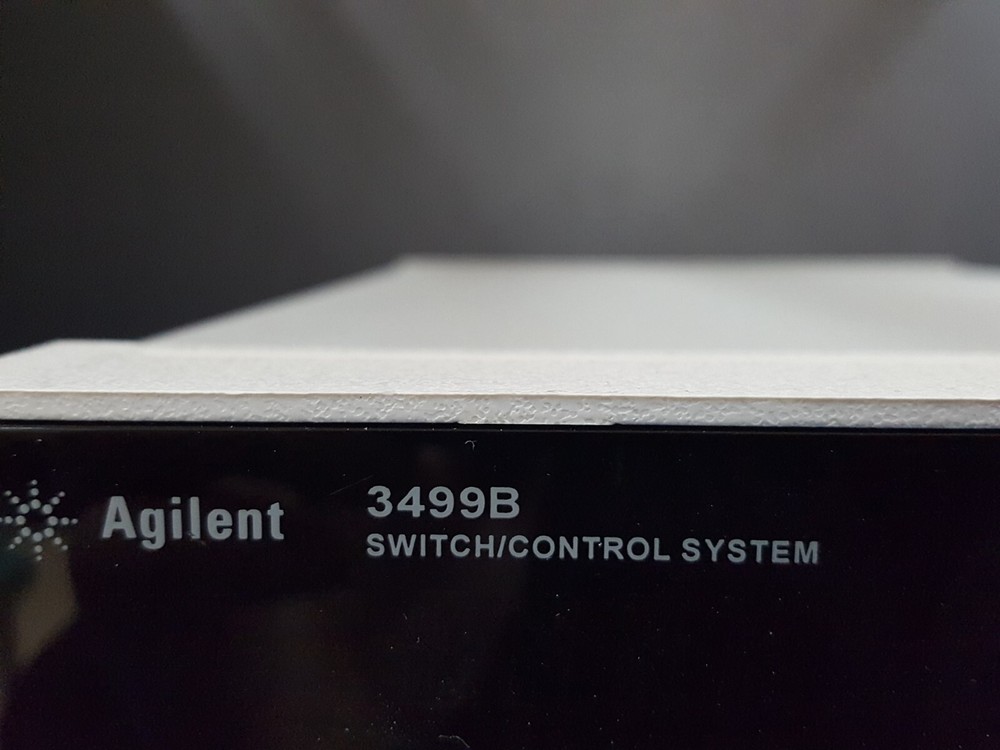 Agilent
3499B
SWITCH/CONTROL SYSTEM